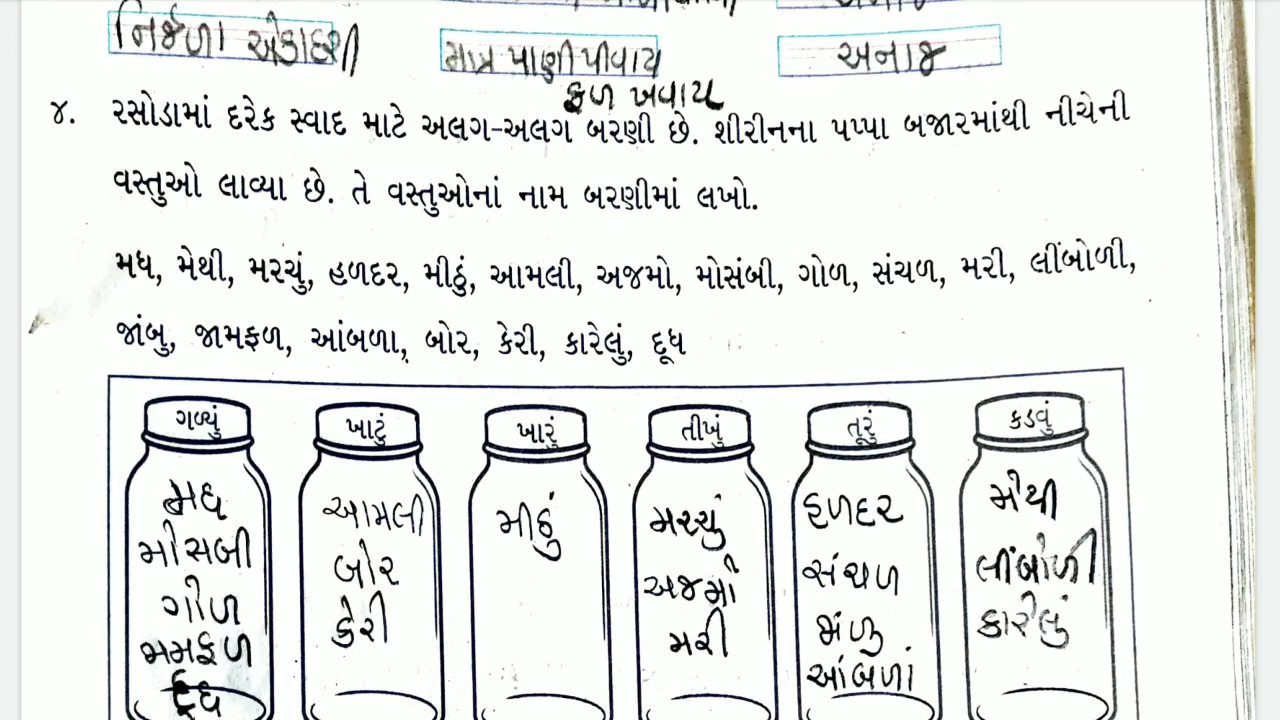 નિર્જળા એકાદશી માત્ર પાણી પીવાય અનાજ
ફળ ખવાય
૪. રસોડામાં દરેક સ્વાદ માટે અલગ-અલગ બરણી છે. શીરીનના પપ્પા બજારમાંથી નીચેની
વસ્તુઓ લાવ્યા છે. તે વસ્તુઓનાં નામ બરણીમાં લખો.
મધ, મેથી, મરચું, હળદર, મીઠું, આમલી, અજમો, મોસંબી, ગોળ, સંચળ, મરી, લીંબોળી,
જાંબુ, જામફળ, આંબળા, બોર, કેરી, કારેલું, દૂધ
ગળ્યું
મધ
મોસબી
ગોળ
જામફળ
દૂધ
ખાટું
આમલી
બોર
કેરી
ખારું
મીઠું
તીખું
મરચું
અજમો
મરી
તૂરું
હળદર
સંચળ
જાંબુ
આંબળાં
કડવું
મેથી
લીંબોળી
કારેલું